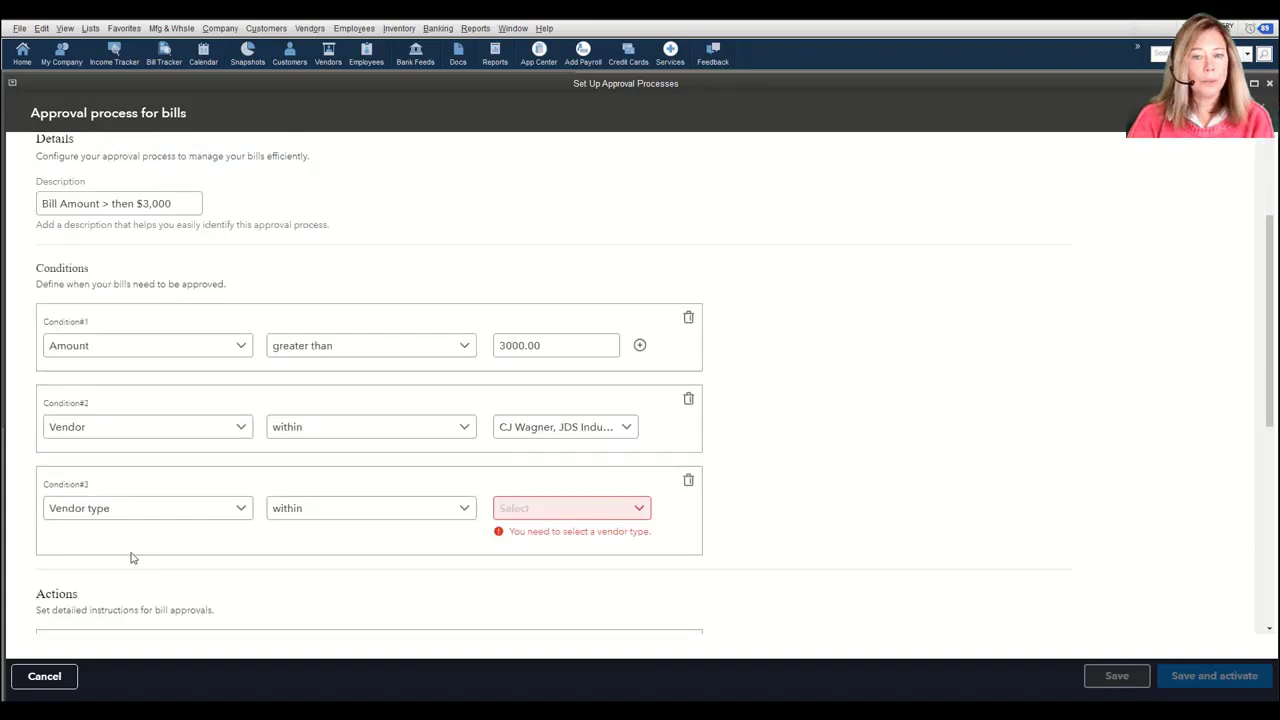 File Edit View Lists Favorites Mfg & Whsle Company Customers Vendors Employees Inventory Banking Reports Window Help
89
Home My Company Income Tracker Bill Tracker Calendar Snapshots Customers Vendors Employees Bank Feeds Docs Reports App Center Add Payroll Credit Cards Services Feedback
Set Up Approval Processes
Approval process for bills
Details
Configure your approval process to manage your bills efficiently.
Description
Bill Amount > then $3,000
Add a description that helps you easily identify this approval process.
Conditions
Define when your bills need to be approved.
Condition#1
Amount greater than 3000.00
Condition#2
Vendor within CJ Wagner, JDS Indu...
Condition#3
Vendor type within Select
You need to select a vendor type.
Actions
Set detailed instructions for bill approvals.
Cancel Save Save and activate